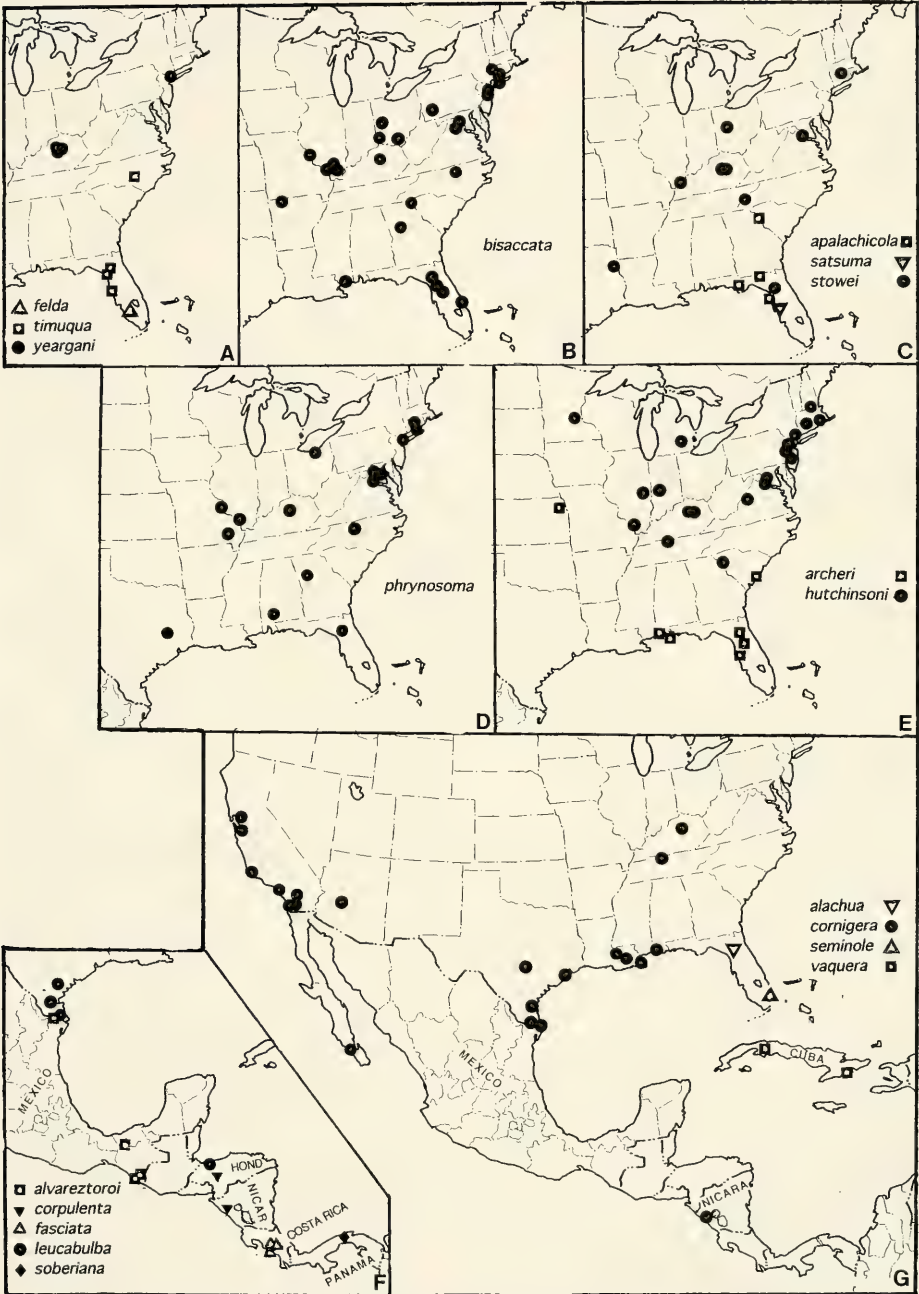 felda
timuqua
yeargani
A
bisaccata
B
apalachicola
satsuma
stowei
C
phrynosoma
D
archeri
hutchinsoni
E
MEXICO
HOND
NICAR
COSTA RICA
PANAMA
alvareztoroi
corpulenta
fasciata
leucabulba
soberiana
F
alachua
cornigera
seminole
vaquera
MEXICO
CUBA
NICARA
G